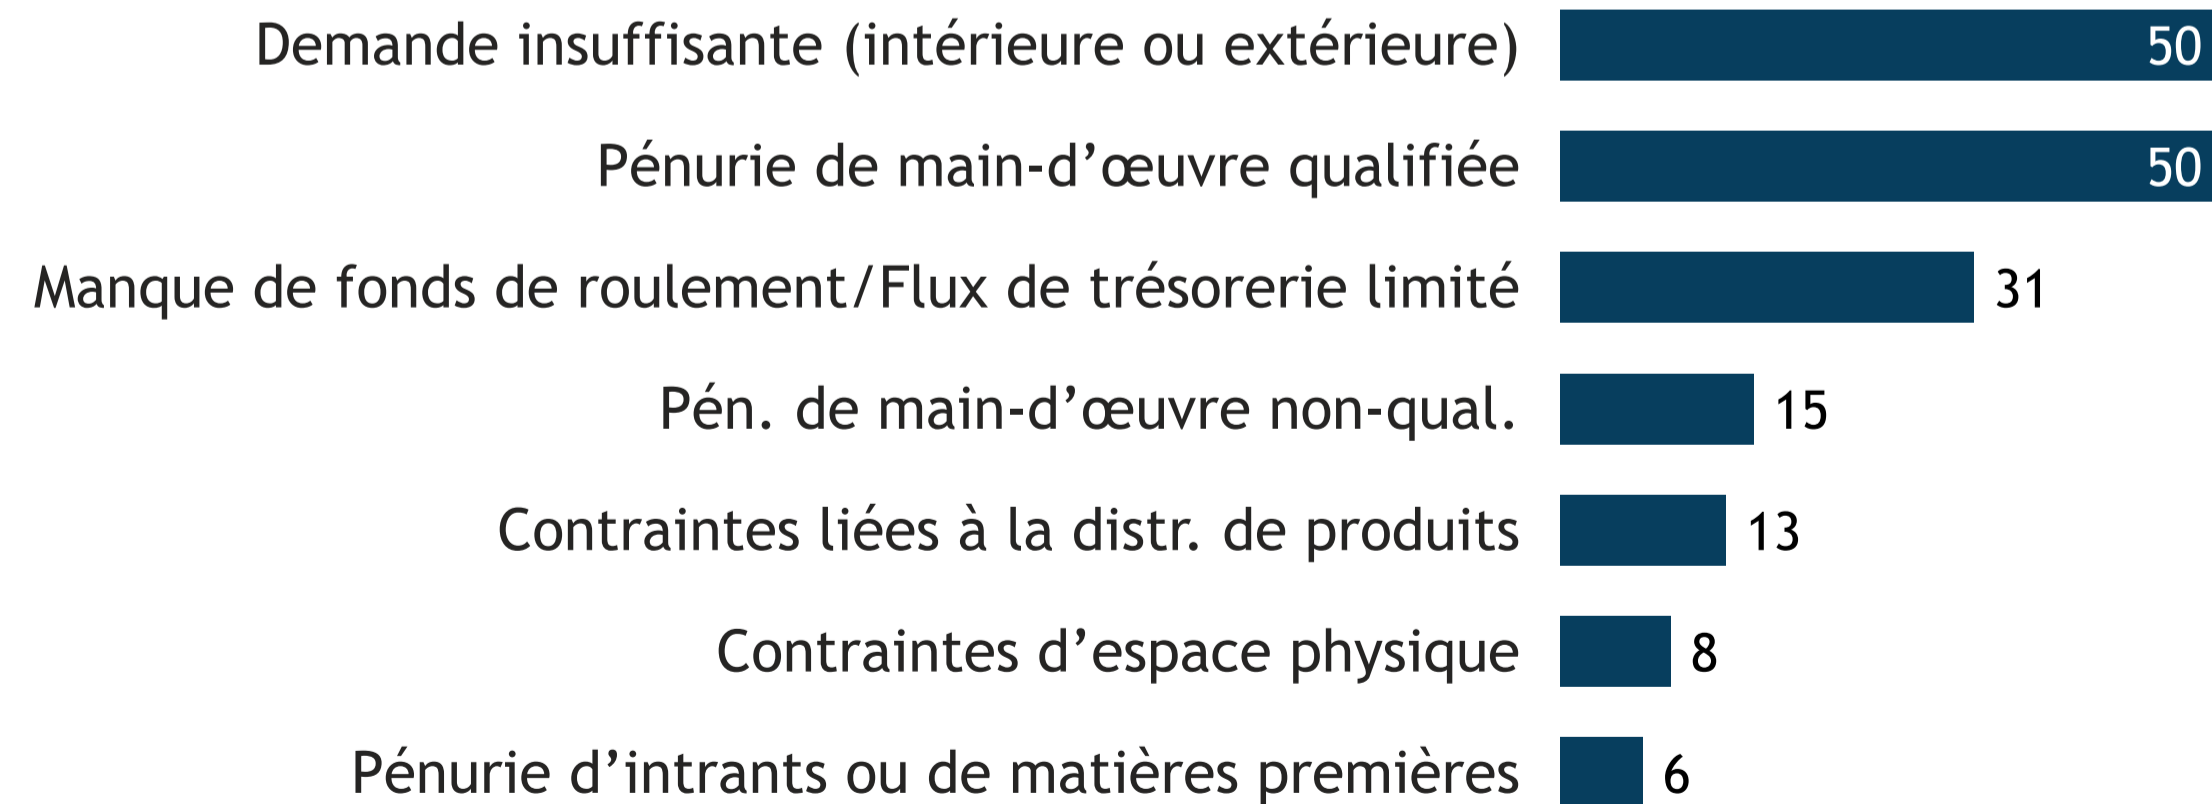 Demande insuffisante (intérieure ou extérieure) 50
Pénurie de main-d’œuvre qualifiée 50
Manque de fonds de roulement/Flux de trésorerie limité 31
Pén. de main-d’œuvre non-qual. 15
Contraintes liées à la distr. de produits 13
Contraintes d’espace physique 8
Pénurie d’intrants ou de matières premières 6